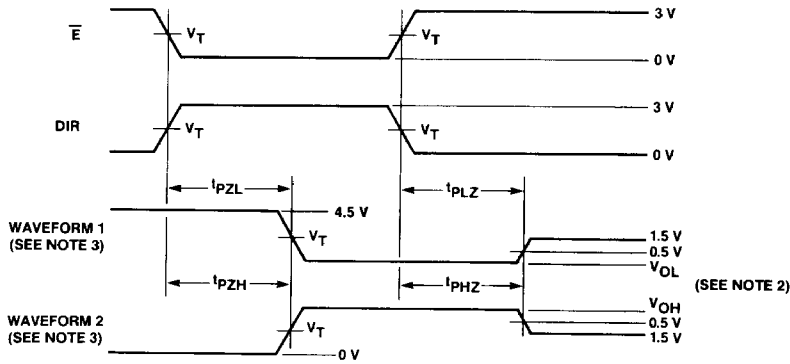 E
V_T
V_T
3 V
0 V
DIR
V_T
V_T
3 V
0 V
t_PZL
t_PLZ
WAVEFORM 1
(SEE NOTE 3)
4.5 V
V_T
1.5 V
0.5 V
V_OL
t_PZH
t_PHZ
(SEE NOTE 2)
WAVEFORM 2
(SEE NOTE 3)
V_T
0 V
V_OH
0.5 V
1.5 V